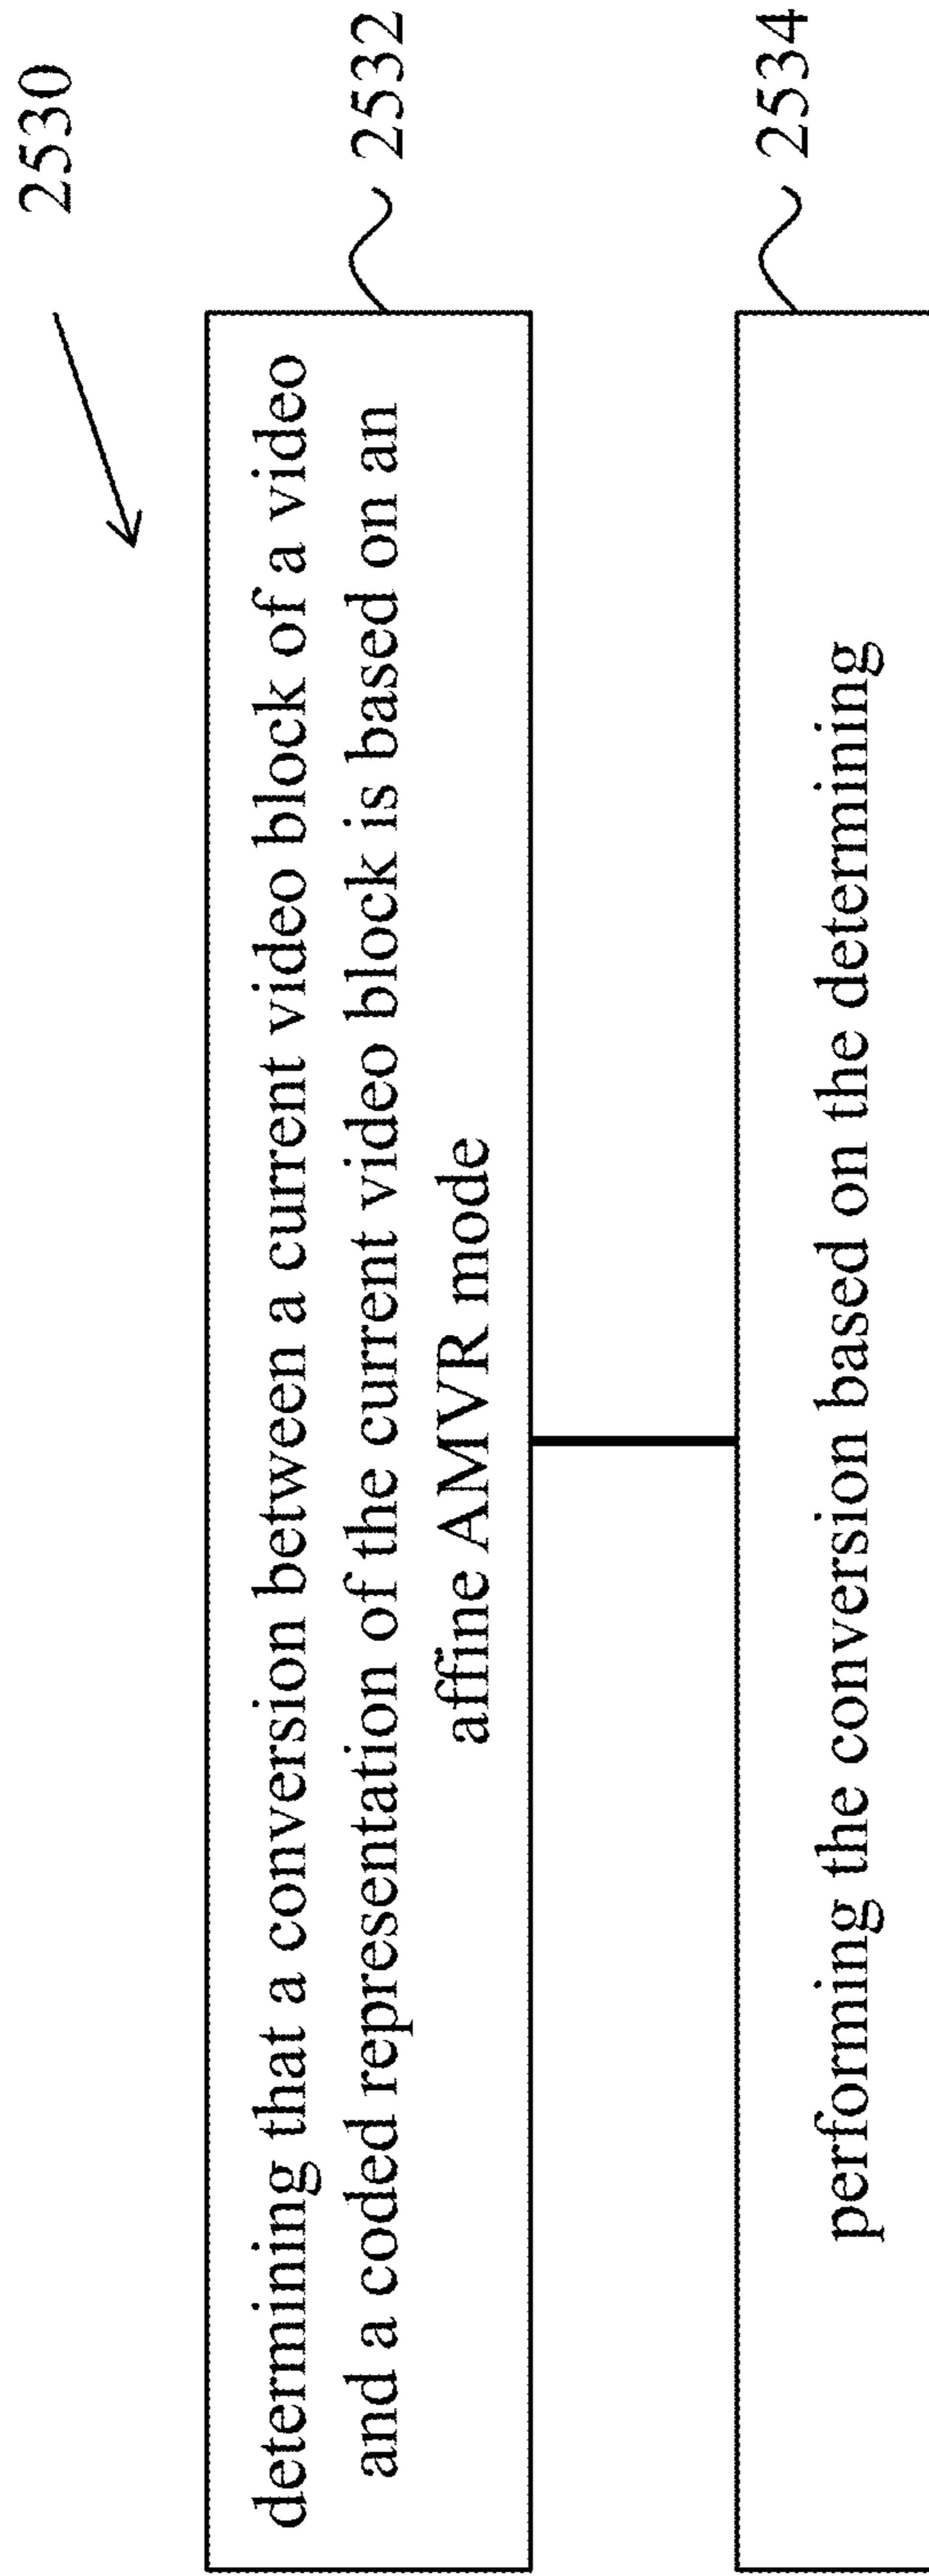 2530
determining that a conversion between a current video block of a video
and a coded representation of the current video block is based on an
affine AMVR mode
2532
performing the conversion based on the determining
2534